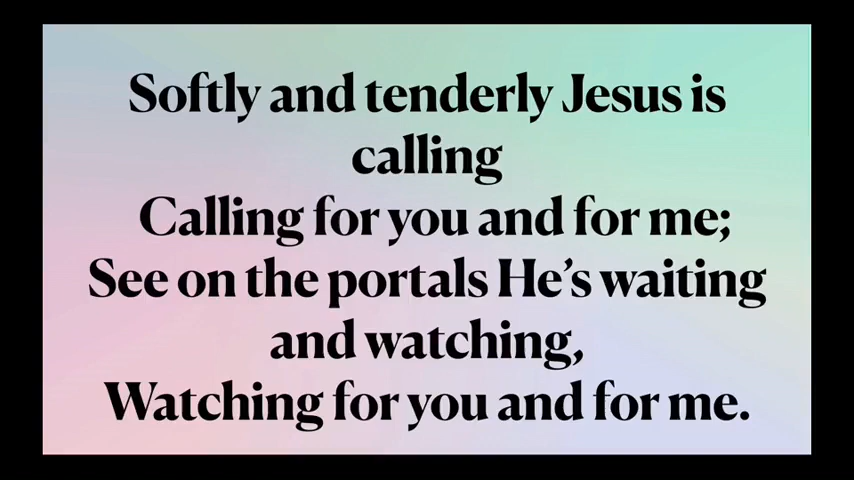 Softly and tenderly Jesus is
calling
Calling for you and for me;
See on the portals He’s waiting
and watching,
Watching for you and for me.